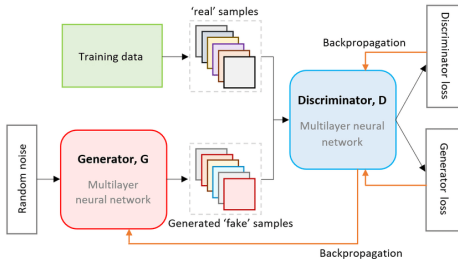 'real' samples
Training data
Backpropagation
Discriminator
loss
Discriminator, D
Multilayer neural
network
Random noise
Generator, G
Multilayer
neural network
Generated 'fake' samples
Generator
loss
Backpropagation